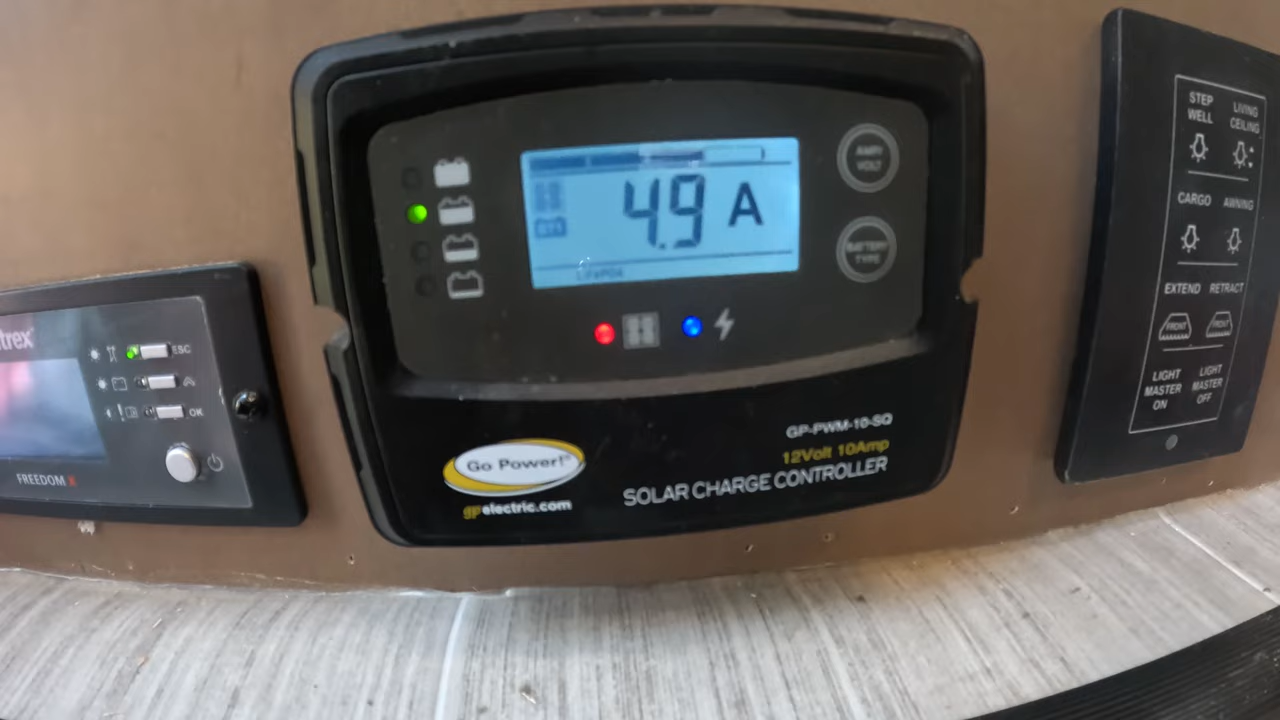 trex®
ESC
OK
FREEDOM X
4.9 A
LiFePO4
AMP/
VOLT
BATTERY
TYPE
GP-PWM-10-SQ
12Volt 10Amp
SOLAR CHARGE CONTROLLER
Go Power!®
gpelectric.com
STEP
WELL
LIVING
CEILING
CARGO
AWNING
EXTEND
RETRACT
FRONT
FRONT
LIGHT
MASTER
ON
LIGHT
MASTER
OFF